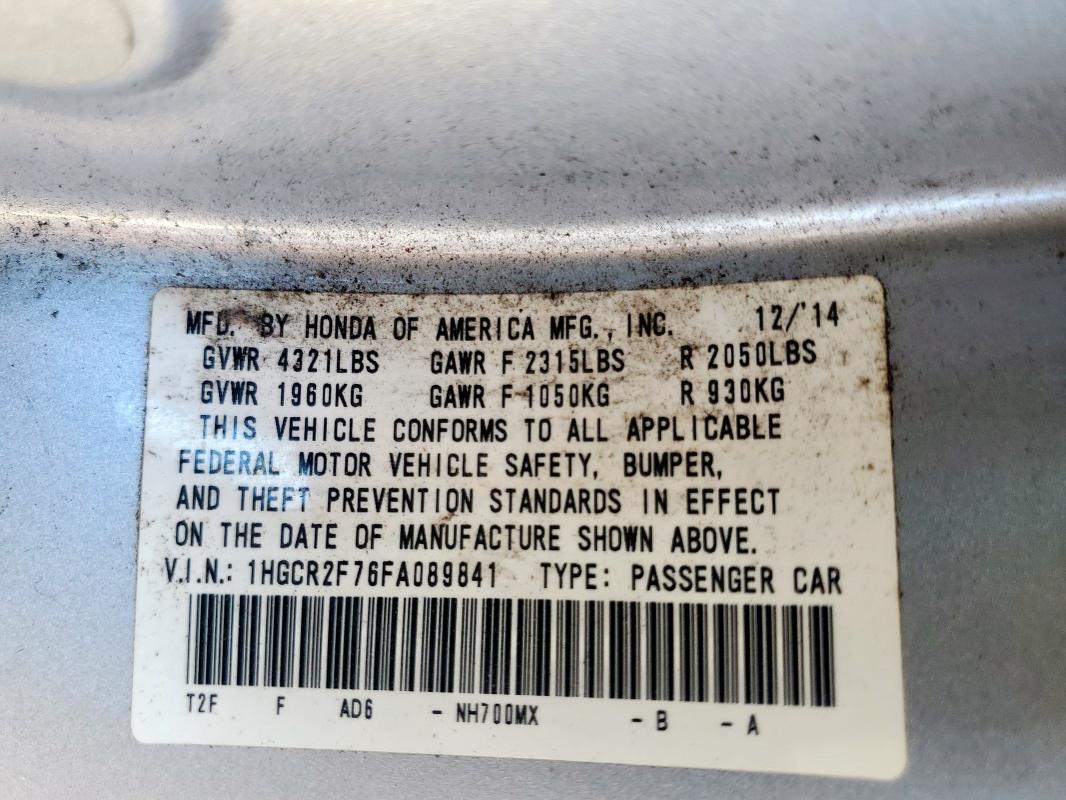 MFD. BY HONDA OF AMERICA MFG., INC. 12/'14
GVWR 4321LBS GAWR F 2315LBS R 2050LBS
GVWR 1960KG GAWR F 1050KG R 930KG
THIS VEHICLE CONFORMS TO ALL APPLICABLE
FEDERAL MOTOR VEHICLE SAFETY, BUMPER,
AND THEFT PREVENTION STANDARDS IN EFFECT
ON THE DATE OF MANUFACTURE SHOWN ABOVE.
V.I.N.: 1HGCR2F76FA089841 TYPE: PASSENGER CAR
T2F F AD6 - NH700MX - B - A